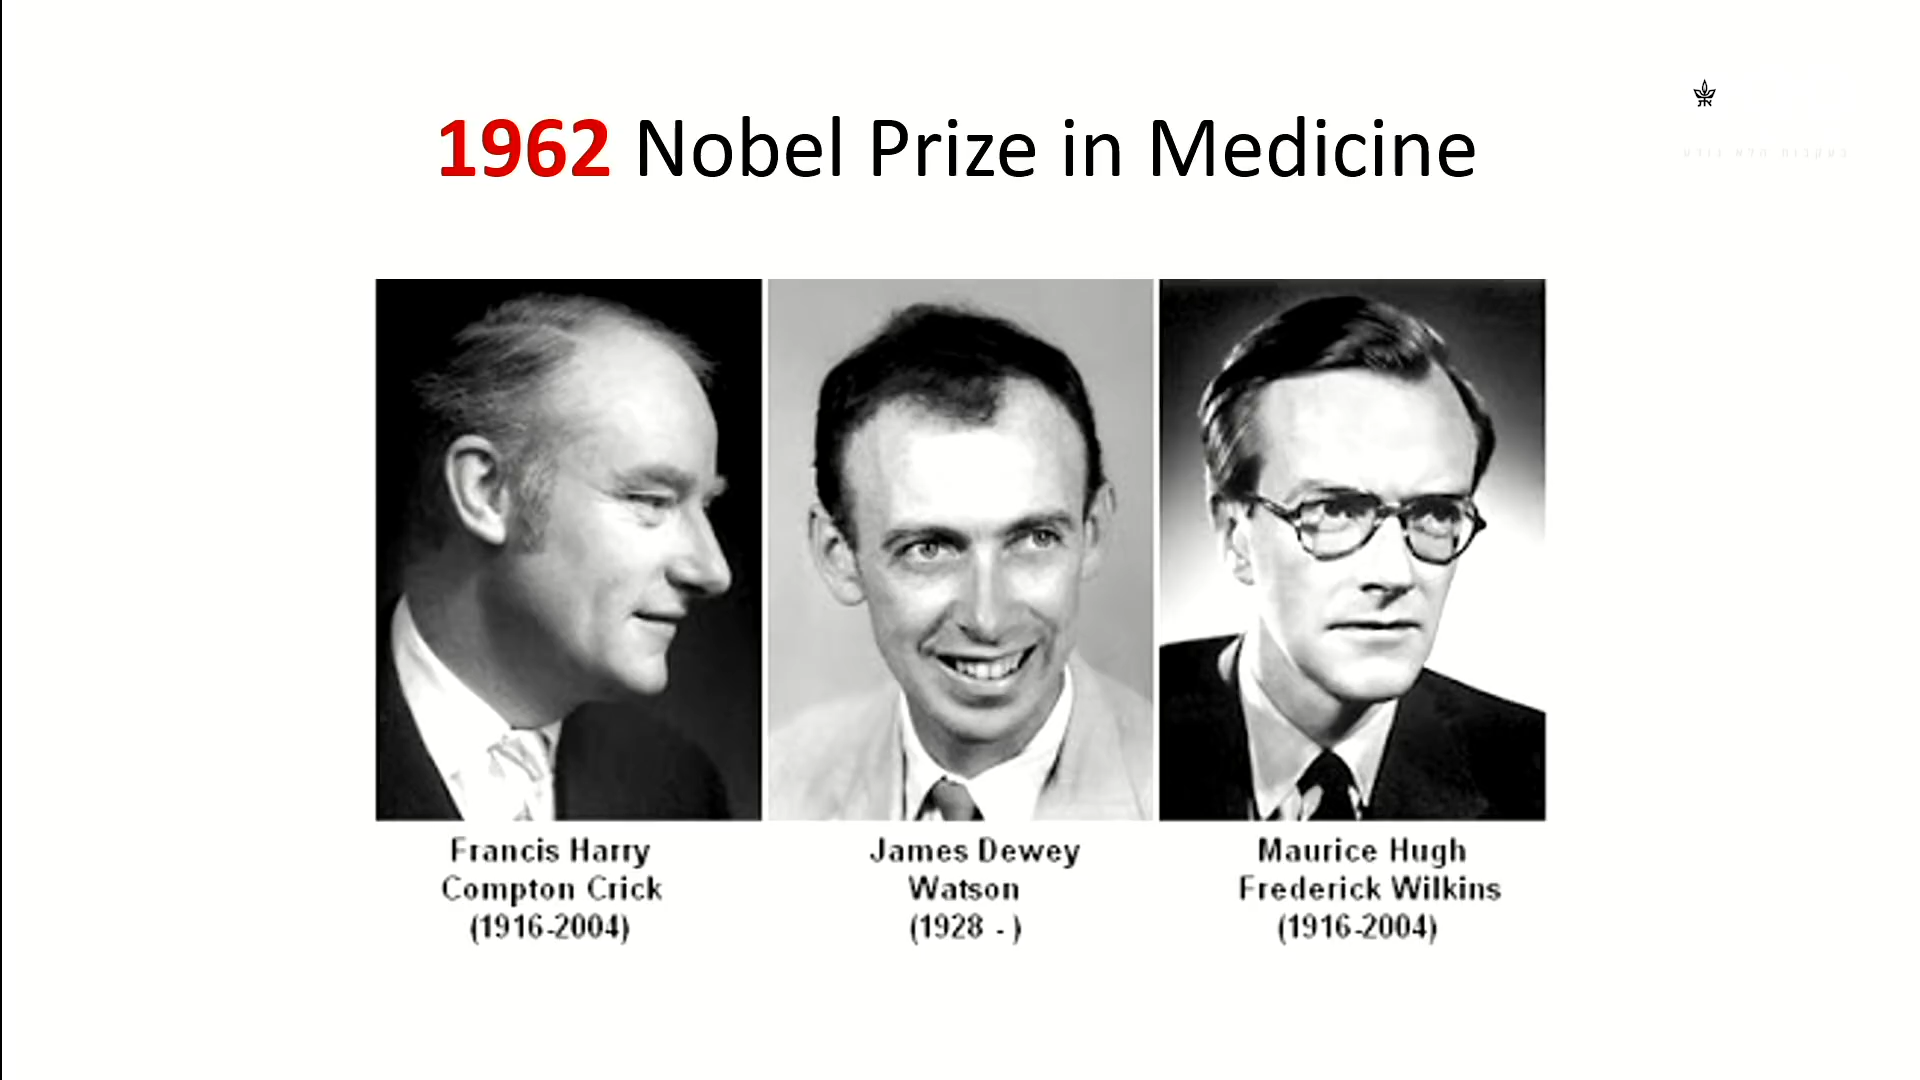 1962 Nobel Prize in Medicine
Francis Harry
Compton Crick
(1916-2004)
James Dewey
Watson
(1928 - )
Maurice Hugh
Frederick Wilkins
(1916-2004)